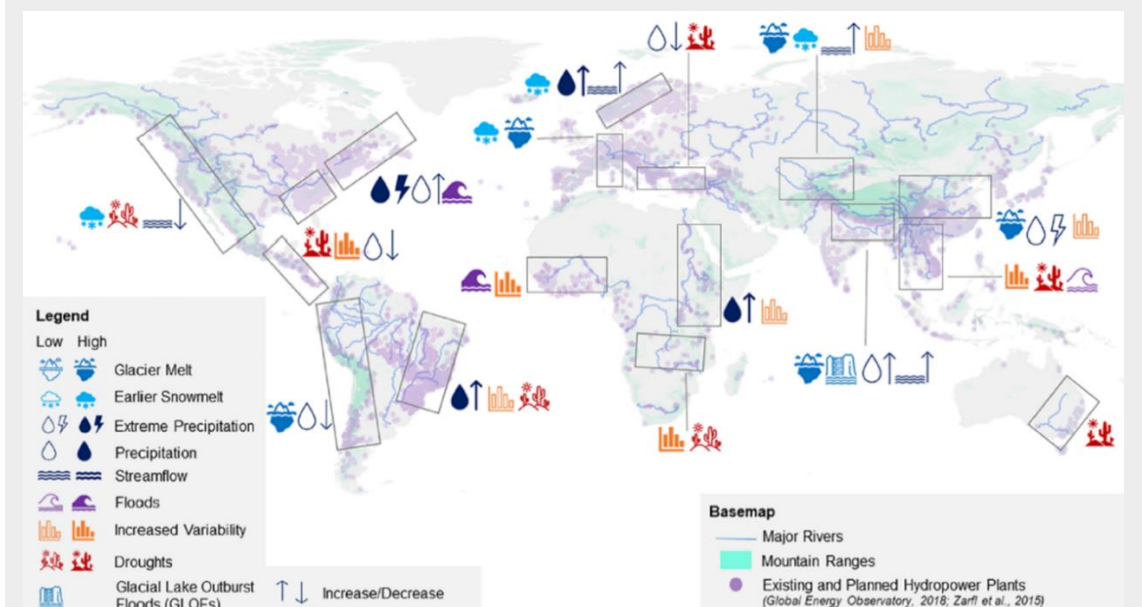 Legend
Low High
Glacier Melt
Earlier Snowmelt
Extreme Precipitation
Precipitation
Streamflow
Floods
Increased Variability
Droughts
Glacial Lake Outburst
Floods (GLOFs)
Increase/Decrease
Basemap
Major Rivers
Mountain Ranges
Existing and Planned Hydropower Plants
(Global Energy Observatory, 2018; Zarfl et al., 2015)